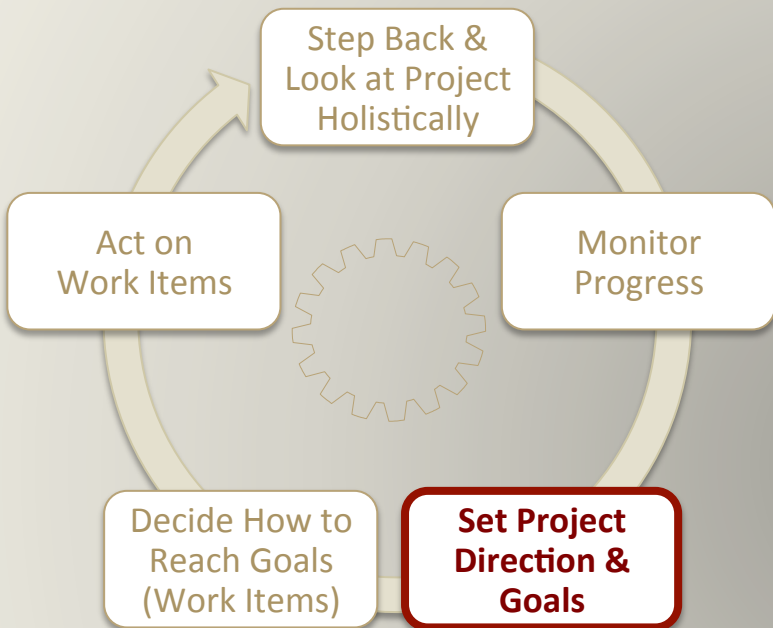 Step Back &
Look at Project
Holistically
Monitor
Progress
Set Project
Direction &
Goals
Decide How to
Reach Goals
(Work Items)
Act on
Work Items